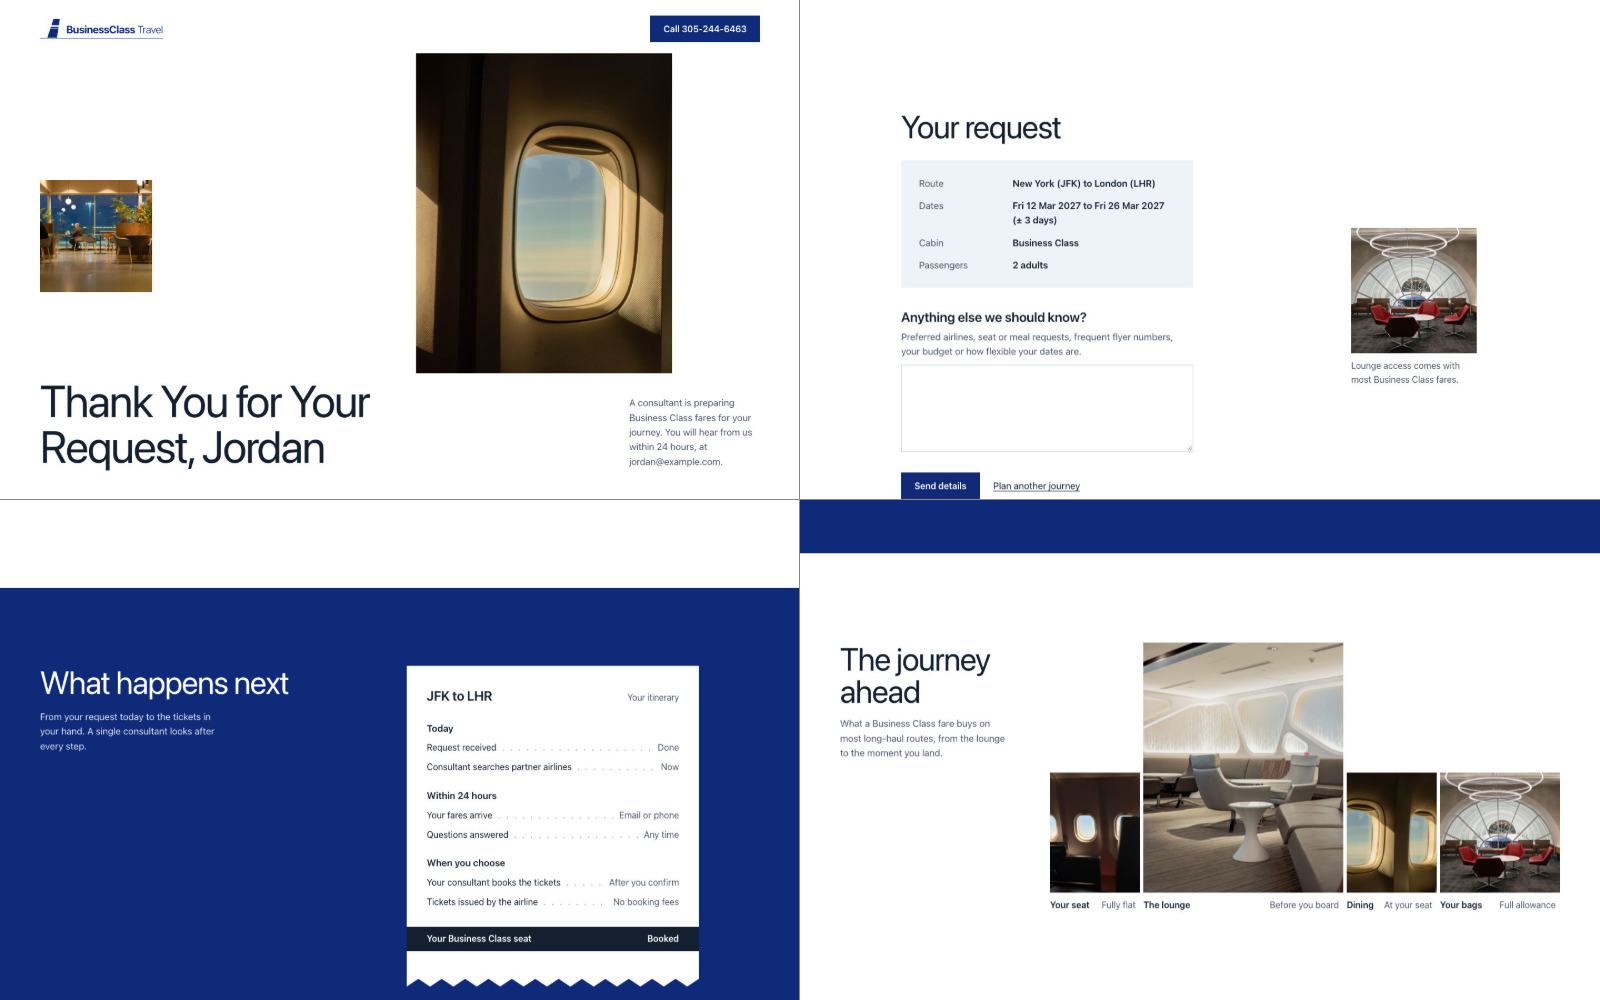 BusinessClass Travel
Call 305-244-6463
Thank You for Your
Request, Jordan
A consultant is preparing
Business Class fares for your
journey. You will hear from us
within 24 hours, at
jordan@example.com.
Your request
Route New York (JFK) to London (LHR)
Dates Fri 12 Mar 2027 to Fri 26 Mar 2027
(± 3 days)
Cabin Business Class
Passengers 2 adults
Anything else we should know?
Preferred airlines, seat or meal requests, frequent flyer numbers,
your budget or how flexible your dates are.
Send details Plan another journey
Lounge access comes with
most Business Class fares.
What happens next
From your request today to the tickets in
your hand. A single consultant looks after
every step.
JFK to LHR Your itinerary
Today
Request received . . . . . . . . . . . . . . . . . . . Done
Consultant searches partner airlines . . . . . . . . . . Now
Within 24 hours
Your fares arrive . . . . . . . . . . . . . . . Email or phone
Questions answered . . . . . . . . . . . . . . . . Any time
When you choose
Your consultant books the tickets . . . . . After you confirm
Tickets issued by the airline . . . . . . . . No booking fees
Your Business Class seat Booked
The journey
ahead
What a Business Class fare buys on
most long-haul routes, from the lounge
to the moment you land.
Your seat Fully flat The lounge Before you board Dining At your seat Your bags Full allowance